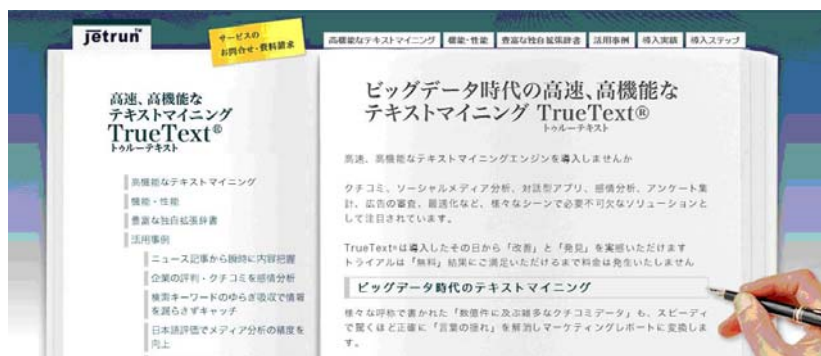 jetrun
サービスの
お問合せ・資料請求
高機能なテキストマイニング
機能・性能
豊富な独自拡張辞書
活用事例
導入実績
導入ステップ
高速、高機能な
テキストマイニング
TrueText®
トゥルーテキスト
高機能なテキストマイニング
機能・性能
豊富な独自拡張辞書
活用事例
ニュース記事から瞬時に内容把握
企業の評判・クチコミを感情分析
検索キーワードのゆらぎ吸収で情報
を漏らさずキャッチ
日本語評価でメディア分析の精度を
向上
ビッグデータ時代の高速、高機能な
テキストマイニング TrueText®
トゥルーテキスト
高速、高機能なテキストマイニングエンジンを導入しませんか
クチコミ、ソーシャルメディア分析、対話型アプリ、感情分析、アンケート集
計、広告の審査、最適化など、様々なシーンで必要不可欠なソリューションと
して注目されています。
TrueText®は導入したその日から「改善」と「発見」を実感いただけます
トライアルは「無料」結果にご満足いただけるまで料金は発生いたしません
ビッグデータ時代のテキストマイニング
様々な呼称で書かれた「数億件に及ぶ雑多なクチコミデータ」も、スピーディ
で驚くほど正確に「言葉の揺れ」を解消しマーケティングレポートに変換しま
す。